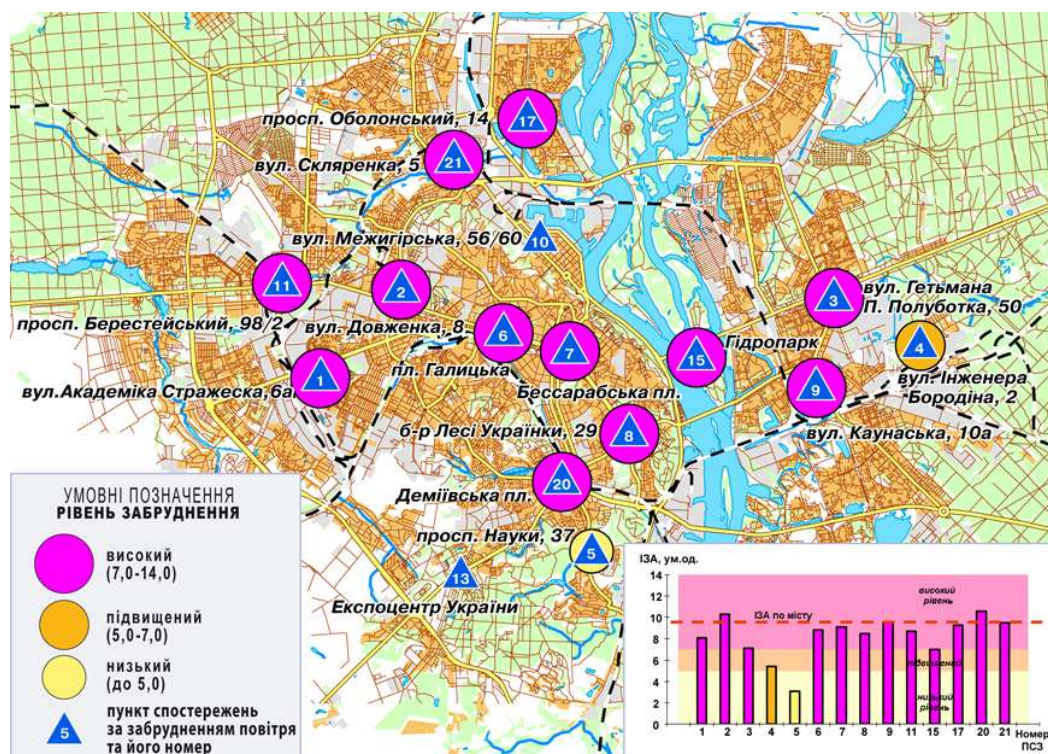 просп. Оболонський, 14
17
вул. Скляренка, 5
21
вул. Межигірська, 56/60
10
11
2
просп. Берестейський, 98/2
вул. Довженка, 8
6
7
пл. Галицька
Бессарабська пл.
15
Гідропарк
3
вул. Гетьмана
П. Полуботка, 50
4
вул. Інженера
Бородіна, 2
1
вул.Академіка Стражеска,6а
9
вул. Каунаська, 10а
б-р Лесі Українки, 29
8
Деміївська пл.
20
просп. Науки, 37
5
13
Експоцентр України
УМОВНІ ПОЗНАЧЕННЯ
РІВЕНЬ ЗАБРУДНЕННЯ
високий
(7,0-14,0)
підвищений
(5,0-7,0)
низький
(до 5,0)
5
пункт спостережень
за забрудненням повітря
та його номер
ІЗА, ум.од.
14
12
10
8
6
4
2
0
високий
рівень
ІЗА по місту
підвищений
низький
рівень
1 2 3 4 5 6 7 8 9 11 15 17 20 21
Номер
ПСЗ